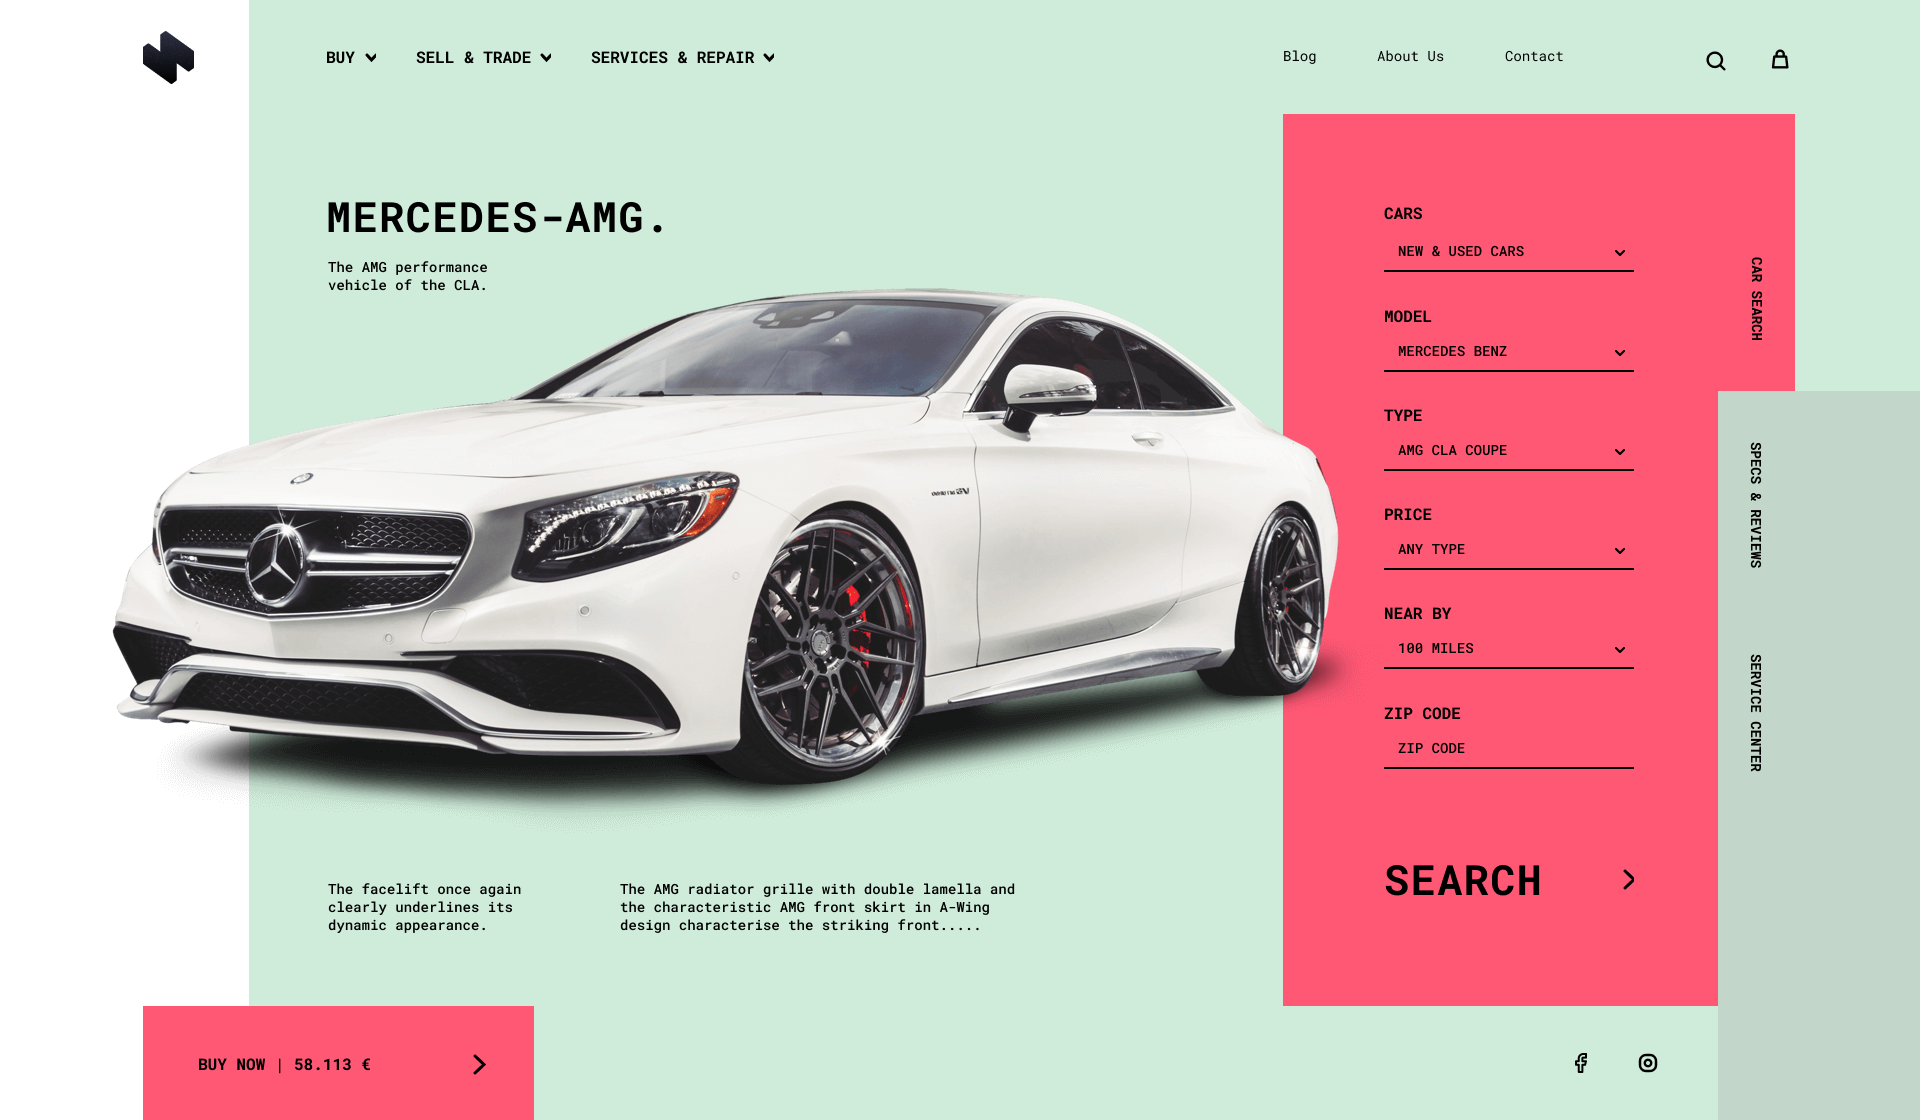 BUY
SELL & TRADE
SERVICES & REPAIR
Blog
About Us
Contact
MERCEDES-AMG.
The AMG performance
vehicle of the CLA.
CARS
NEW & USED CARS
MODEL
MERCEDES BENZ
TYPE
AMG CLA COUPE
PRICE
ANY TYPE
NEAR BY
100 MILES
ZIP CODE
ZIP CODE
SEARCH
CAR SEARCH
SPECS & REVIEWS
SERVICE CENTER
The facelift once again
clearly underlines its
dynamic appearance.
The AMG radiator grille with double lamella and
the characteristic AMG front skirt in A-Wing
design characterise the striking front.....
BUY NOW | 58.113 €